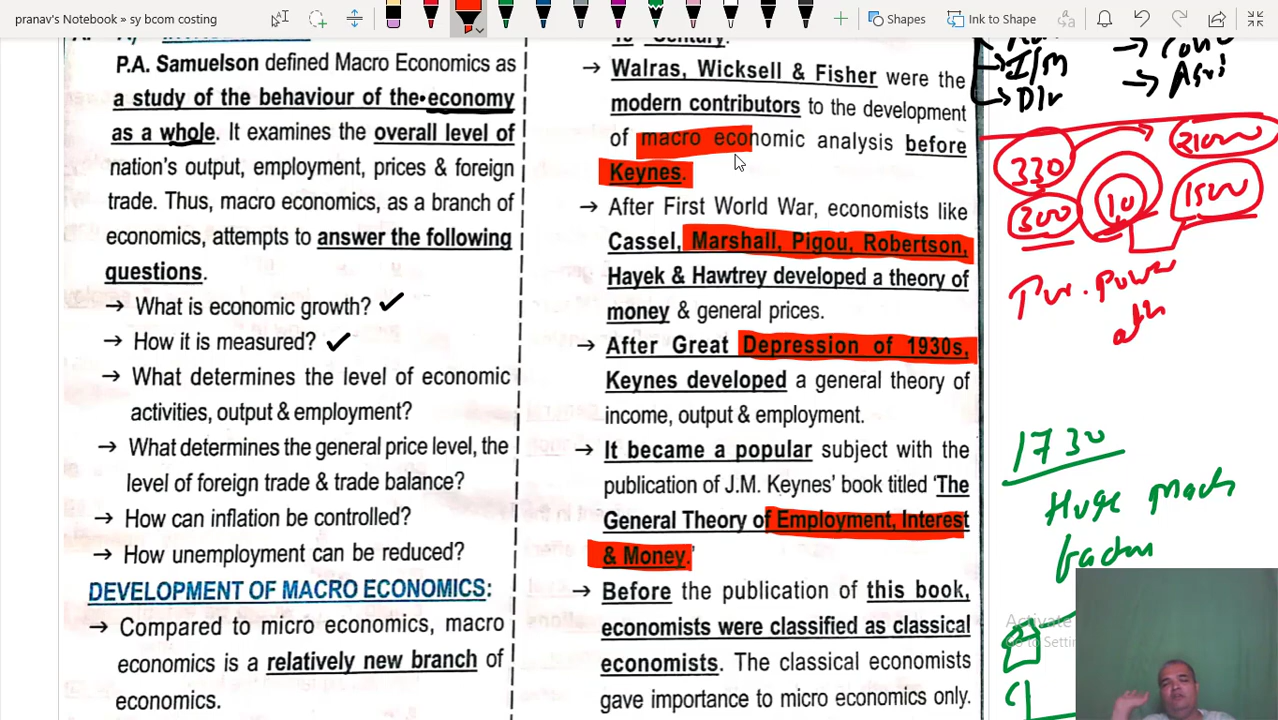 pranav's Notebook » sy bcom costing
Shapes
Ink to Shape
P.A. Samuelson defined Macro Economics as
a study of the behaviour of the economy
as a whole. It examines the overall level of
nation's output, employment, prices & foreign
trade. Thus, macro economics, as a branch of
economics, attempts to answer the following
questions.
→ What is economic growth? ✓
→ How it is measured? ✓
→ What determines the level of economic
activities, output & employment?
→ What determines the general price level, the
level of foreign trade & trade balance?
→ How can inflation be controlled?
→ How unemployment can be reduced?
DEVELOPMENT OF MACRO ECONOMICS:
→ Compared to micro economics, macro
economics is a relatively new branch of
economics.
Century.
→ Walras, Wicksell & Fisher were the
modern contributors to the development
of macro economic analysis before
Keynes.
→ After First World War, economists like
Cassel, Marshall, Pigou, Robertson,
Hayek & Hawtrey developed a theory of
money & general prices.
→ After Great Depression of 1930s,
Keynes developed a general theory of
income, output & employment.
→ It became a popular subject with the
publication of J.M. Keynes' book titled 'The
General Theory of Employment, Interest
& Money.'
→ Before the publication of this book,
economists were classified as classical
economists. The classical economists
gave importance to micro economics only.
→ I/m
330
300
10
1500
Pur. Power
1730
Huge
Activate